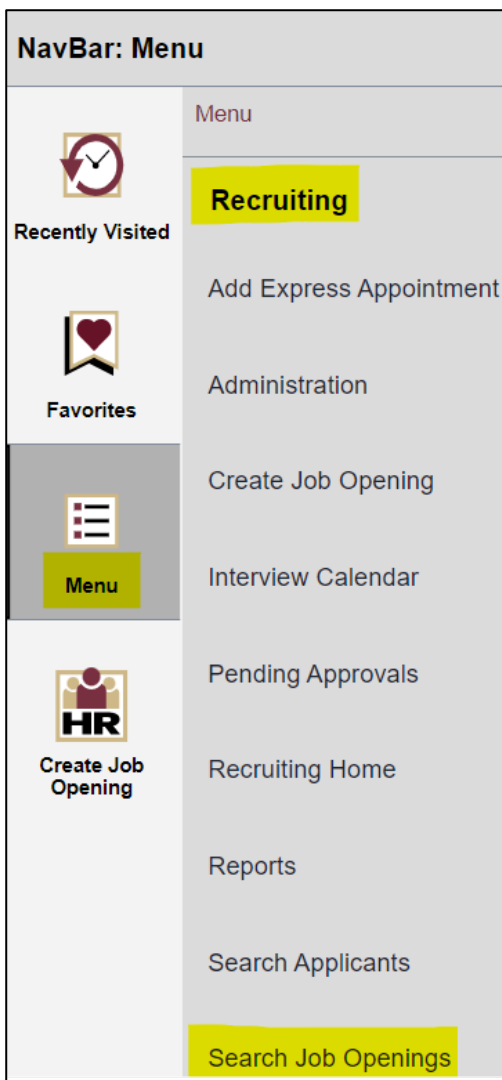 NavBar: Menu
Recently Visited
Favorites
Menu
HR
Create Job
Opening
Menu
Recruiting
Add Express Appointment
Administration
Create Job Opening
Interview Calendar
Pending Approvals
Recruiting Home
Reports
Search Applicants
Search Job Openings